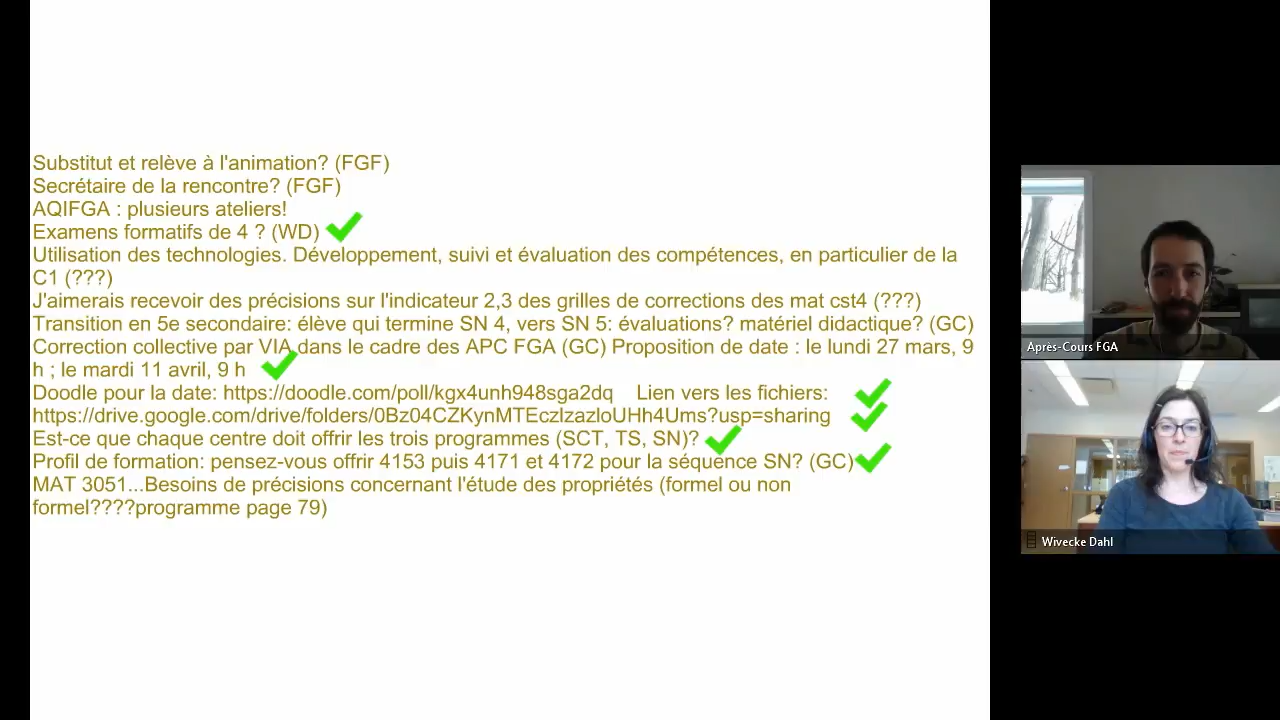 Substitut et relève à l'animation? (FGF)
Secrétaire de la rencontre? (FGF)
AQIFGA : plusieurs ateliers!
Examens formatifs de 4 ? (WD)
Utilisation des technologies. Développement, suivi et évaluation des compétences, en particulier de la
C1 (???)
J'aimerais recevoir des précisions sur l'indicateur 2,3 des grilles de corrections des mat cst4 (???)
Transition en 5e secondaire: élève qui termine SN 4, vers SN 5: évaluations? matériel didactique? (GC)
Correction collective par VIA dans le cadre des APC FGA (GC) Proposition de date : le lundi 27 mars, 9
h ; le mardi 11 avril, 9 h
Doodle pour la date: https://doodle.com/poll/kgx4unh948sga2dq Lien vers les fichiers:
https://drive.google.com/drive/folders/0Bz04CZKynMTEczIzazloUHh4Ums?usp=sharing
Est-ce que chaque centre doit offrir les trois programmes (SCT, TS, SN)?
Profil de formation: pensez-vous offrir 4153 puis 4171 et 4172 pour la séquence SN? (GC)
MAT 3051...Besoins de précisions concernant l'étude des propriétés (formel ou non
formel????programme page 79)
Après-Cours FGA
Wivecke Dahl